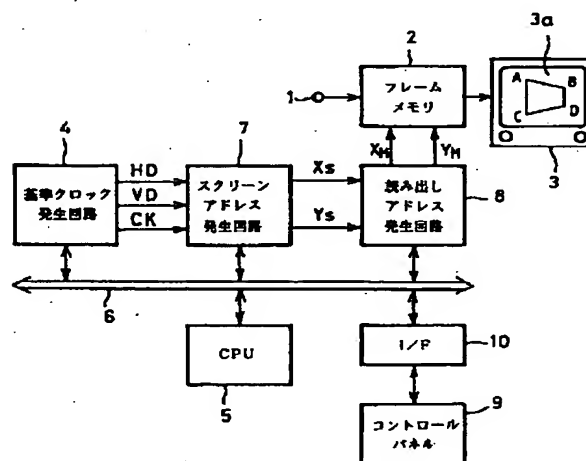 2
3a
1
フレーム
メモリ
A
B
C
D
3
4
7
XM
YM
HD
VD
CK
基準クロック
発生回路
スクリーン
アドレス
発生回路
Xs
Ys
読み出し
アドレス
発生回路
8
6
CPU
5
I/F
10
9
コントロール
パネル